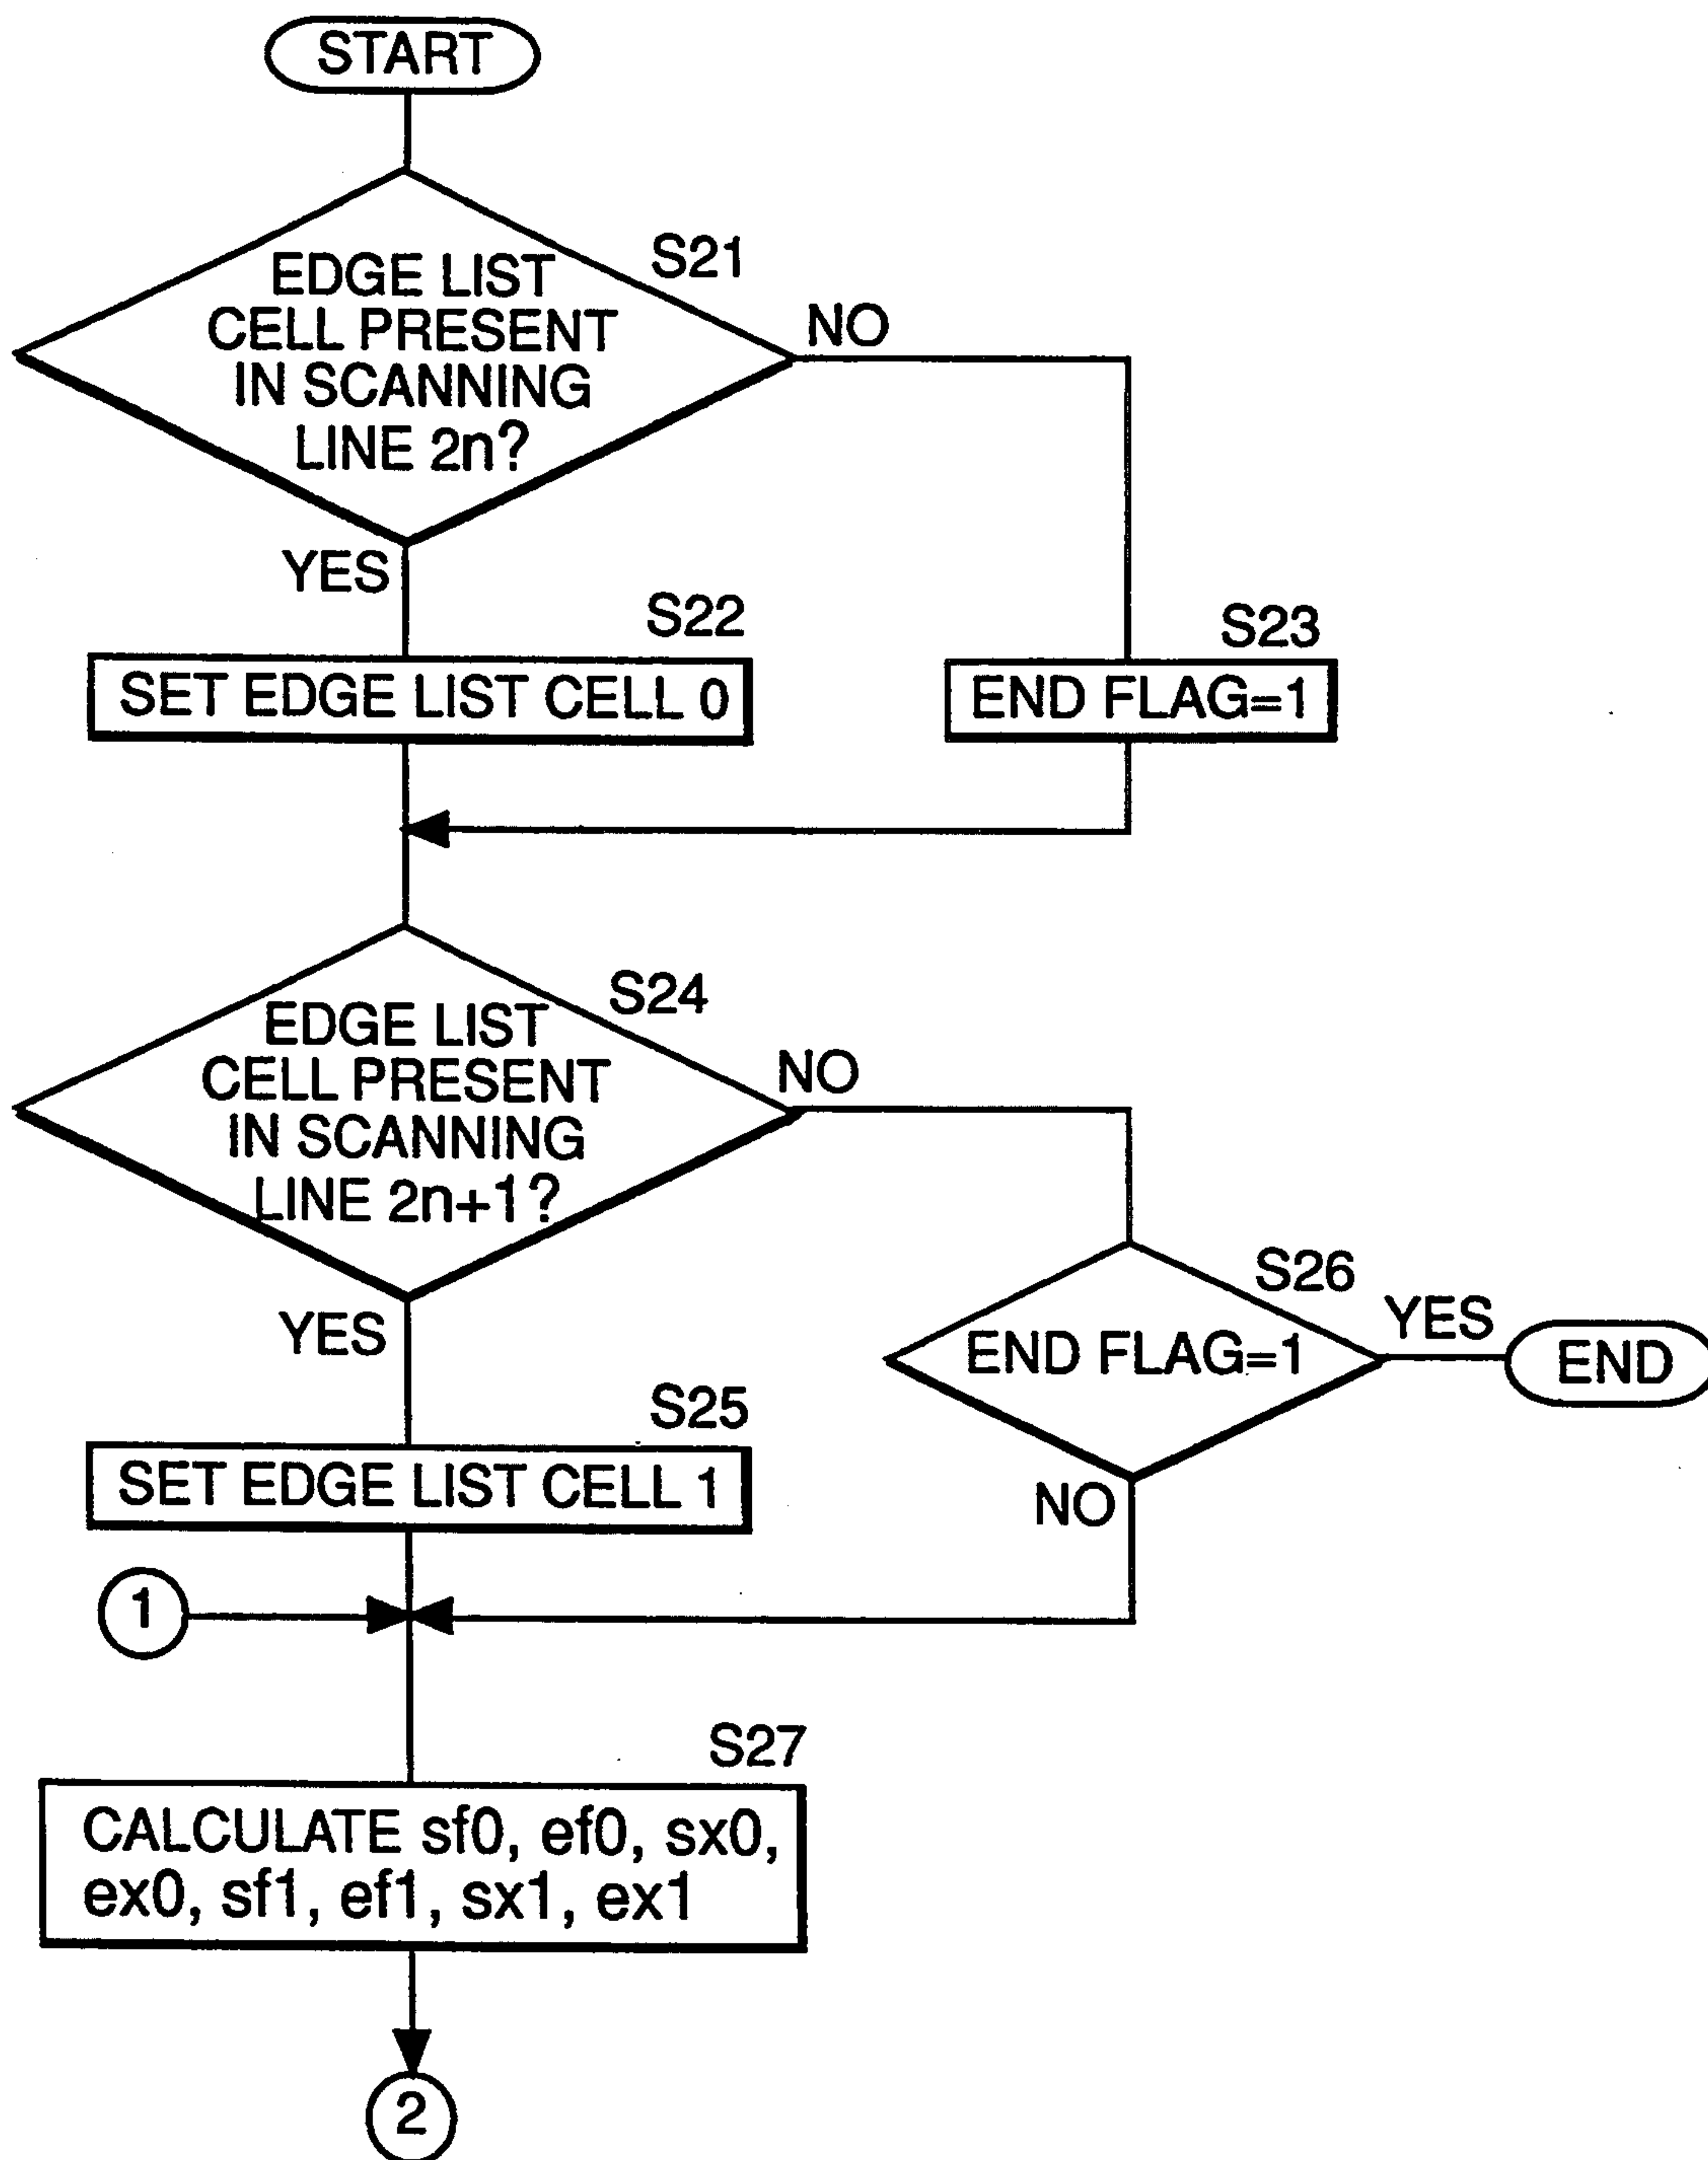 START
S21
EDGE LIST
CELL PRESENT
IN SCANNING
LINE 2n?
NO
YES
S22
SET EDGE LIST CELL 0
S23
END FLAG=1
S24
EDGE LIST
CELL PRESENT
IN SCANNING
LINE 2n+1?
NO
YES
S26
END FLAG=1
YES
END
NO
S25
SET EDGE LIST CELL 1
1
S27
CALCULATE sf0, ef0, sx0,
ex0, sf1, ef1, sx1, ex1
2